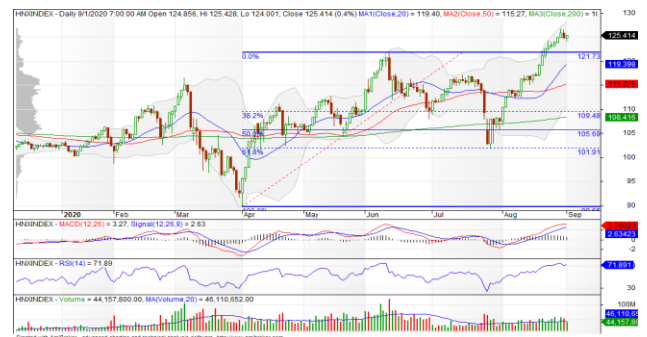 HNXINDEX - Daily 9/1/2020 7:00:00 AM Open 124.856, Hi 125.428, Lo 124.001, Close 125.414 (0.4%) MA1(Close,20) = 119.40, MA2(Close,50) = 115.27, MA3(Close,200) = 1
130
125.414
0.0%
121.73
119.398
115.275
110
38.2%
109.48
108.416
50.0%
105.69
105
61.8%
101.91
100
95
90
2020
Feb
Mar
Apr
May
Jun
Jul
Aug
Sep
HNXINDEX - MACD(12,26) = 3.27, Signal(12,26,9) = 2.63
2.63423
0
-2
HNXINDEX - RSI(14) = 71.89
71.891
30
HNXINDEX - Volume = 44,157,800.00, MA(Volume,20) = 46,110,652.00
100M
46,110,65
44,157,80